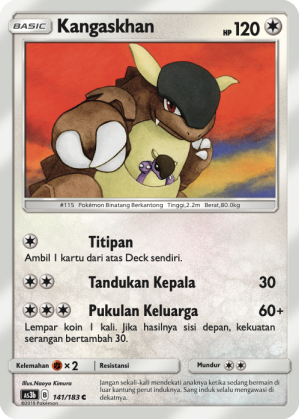 BASIC Kangaskhan HP 120
#115 Pokémon Binatang Berkantong Tinggi,2.2m Berat,80.0kg
Titipan
Ambil 1 kartu dari atas Deck sendiri.
Tandukan Kepala 30
Pukulan Keluarga 60+
Lempar koin 1 kali. Jika hasilnya sisi depan, kekuatan
serangan bertambah 30.
Kelemahan × 2 Resistansi Mundur
Illus.Naoyo Kimura
AS3b B 141/183 C
©2019 Pokémon
Jangan sekali-kali mendekati anaknya ketika sedang bermain di
luar kantung perut induknya. Sang induk selalu mengawasi di
dekatnya.